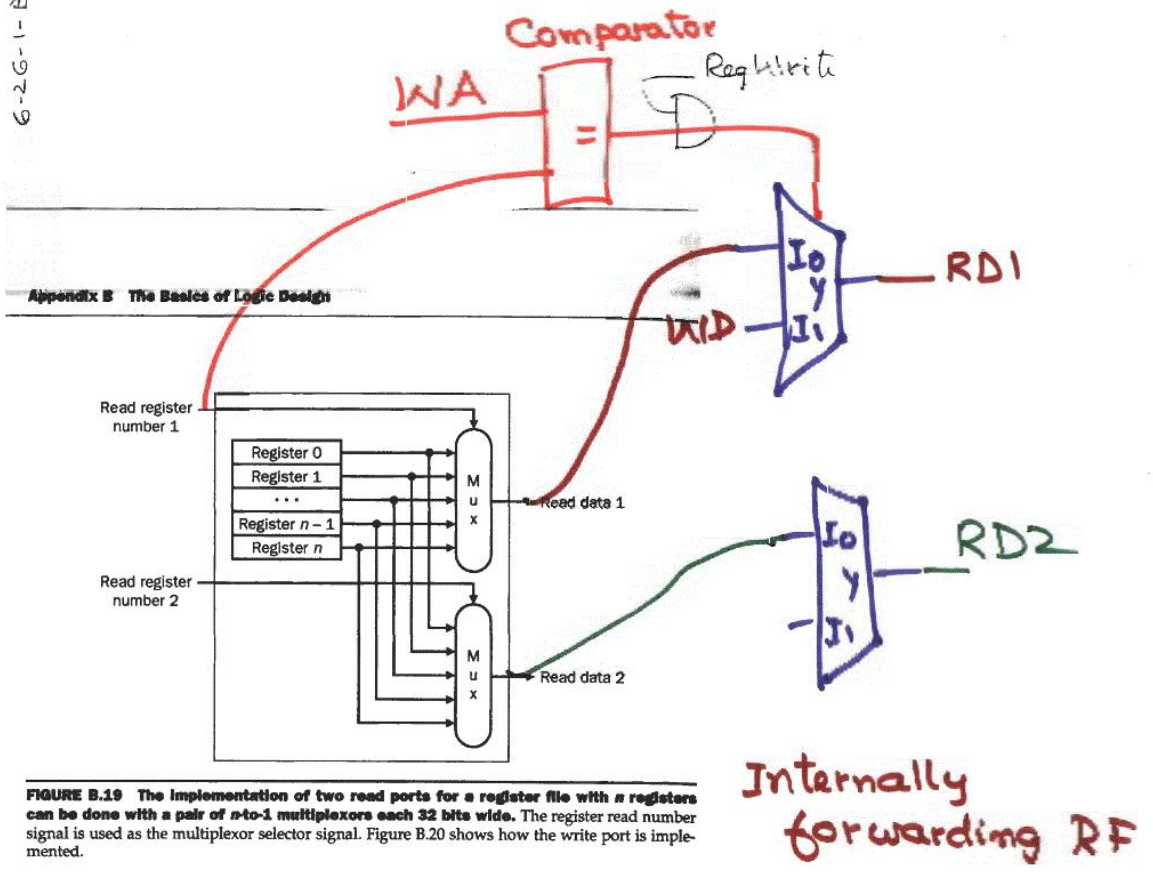 6-26-1-
Comparator
WA
=
RegWrite
I0
Y
I1
RD1
WD
Appendix B The Basics of Logic Design
Read register
number 1
Register 0
Register 1
...
Register n – 1
Register n
M
u
x
Read data 1
Read register
number 2
M
u
x
Read data 2
I0
Y
I1
RD2
FIGURE B.19 The implementation of two read ports for a register file with n registers
can be done with a pair of n-to-1 multiplexors each 32 bits wide. The register read number
signal is used as the multiplexor selector signal. Figure B.20 shows how the write port is imple-
mented.
Internally
forwarding RF